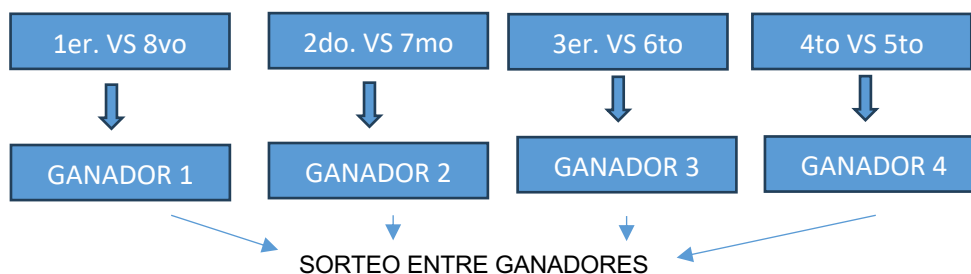 1er. VS 8vo
2do. VS 7mo
3er. VS 6to
4to VS 5to
GANADOR 1
GANADOR 2
GANADOR 3
GANADOR 4
SORTEO ENTRE GANADORES